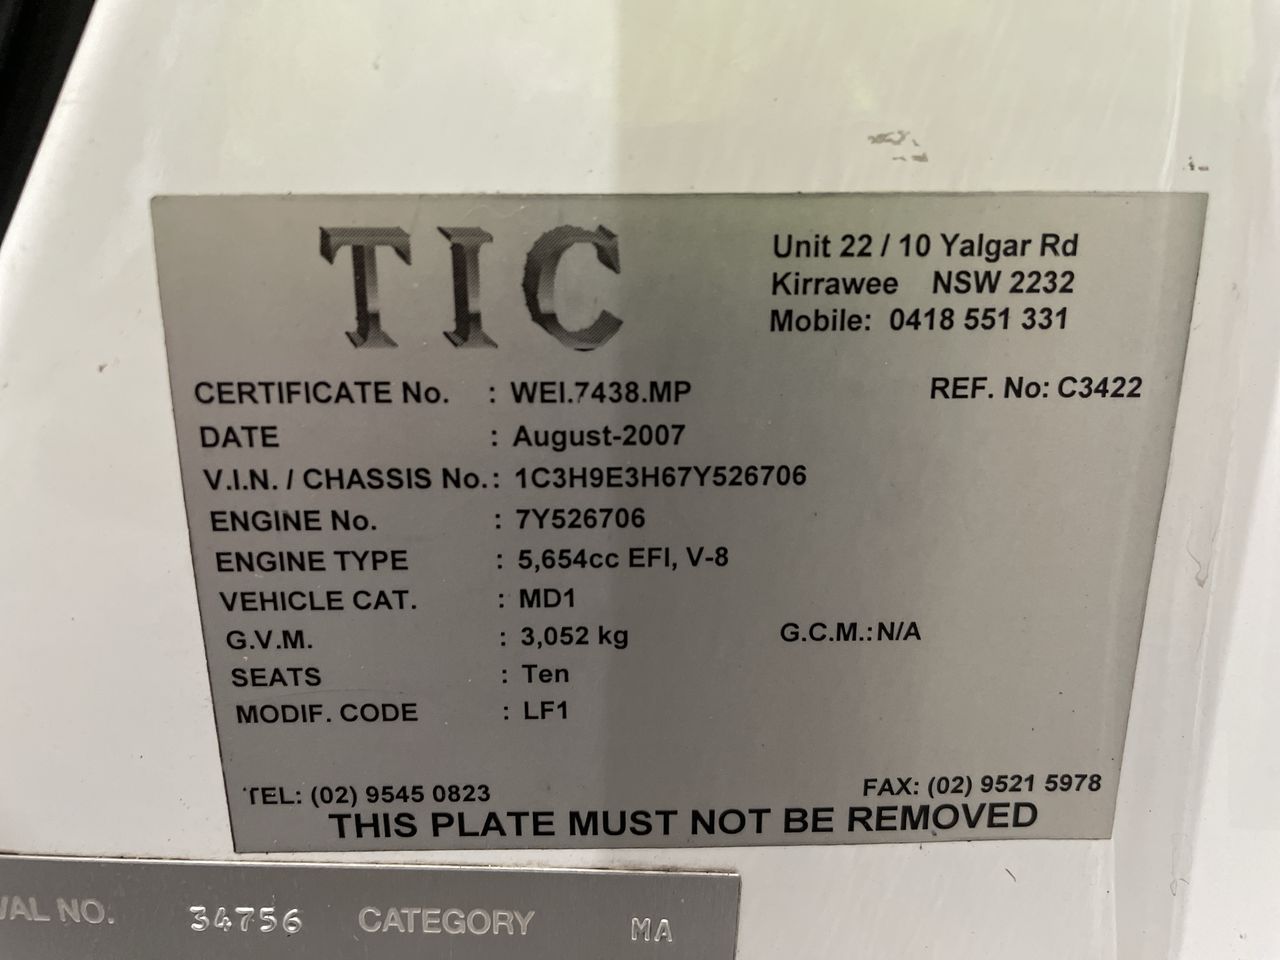 TIC
Unit 22 / 10 Yalgar Rd
Kirrawee NSW 2232
Mobile: 0418 551 331
CERTIFICATE No. : WEI.7438.MP REF. No: C3422
DATE : August-2007
V.I.N. / CHASSIS No.: 1C3H9E3H67Y526706
ENGINE No. : 7Y526706
ENGINE TYPE : 5,654cc EFI, V-8
VEHICLE CAT. : MD1
G.V.M. : 3,052 kg G.C.M.:N/A
SEATS : Ten
MODIF. CODE : LF1
TEL: (02) 9545 0823 FAX: (02) 9521 5978
THIS PLATE MUST NOT BE REMOVED
NO. 34756 CATEGORY MA